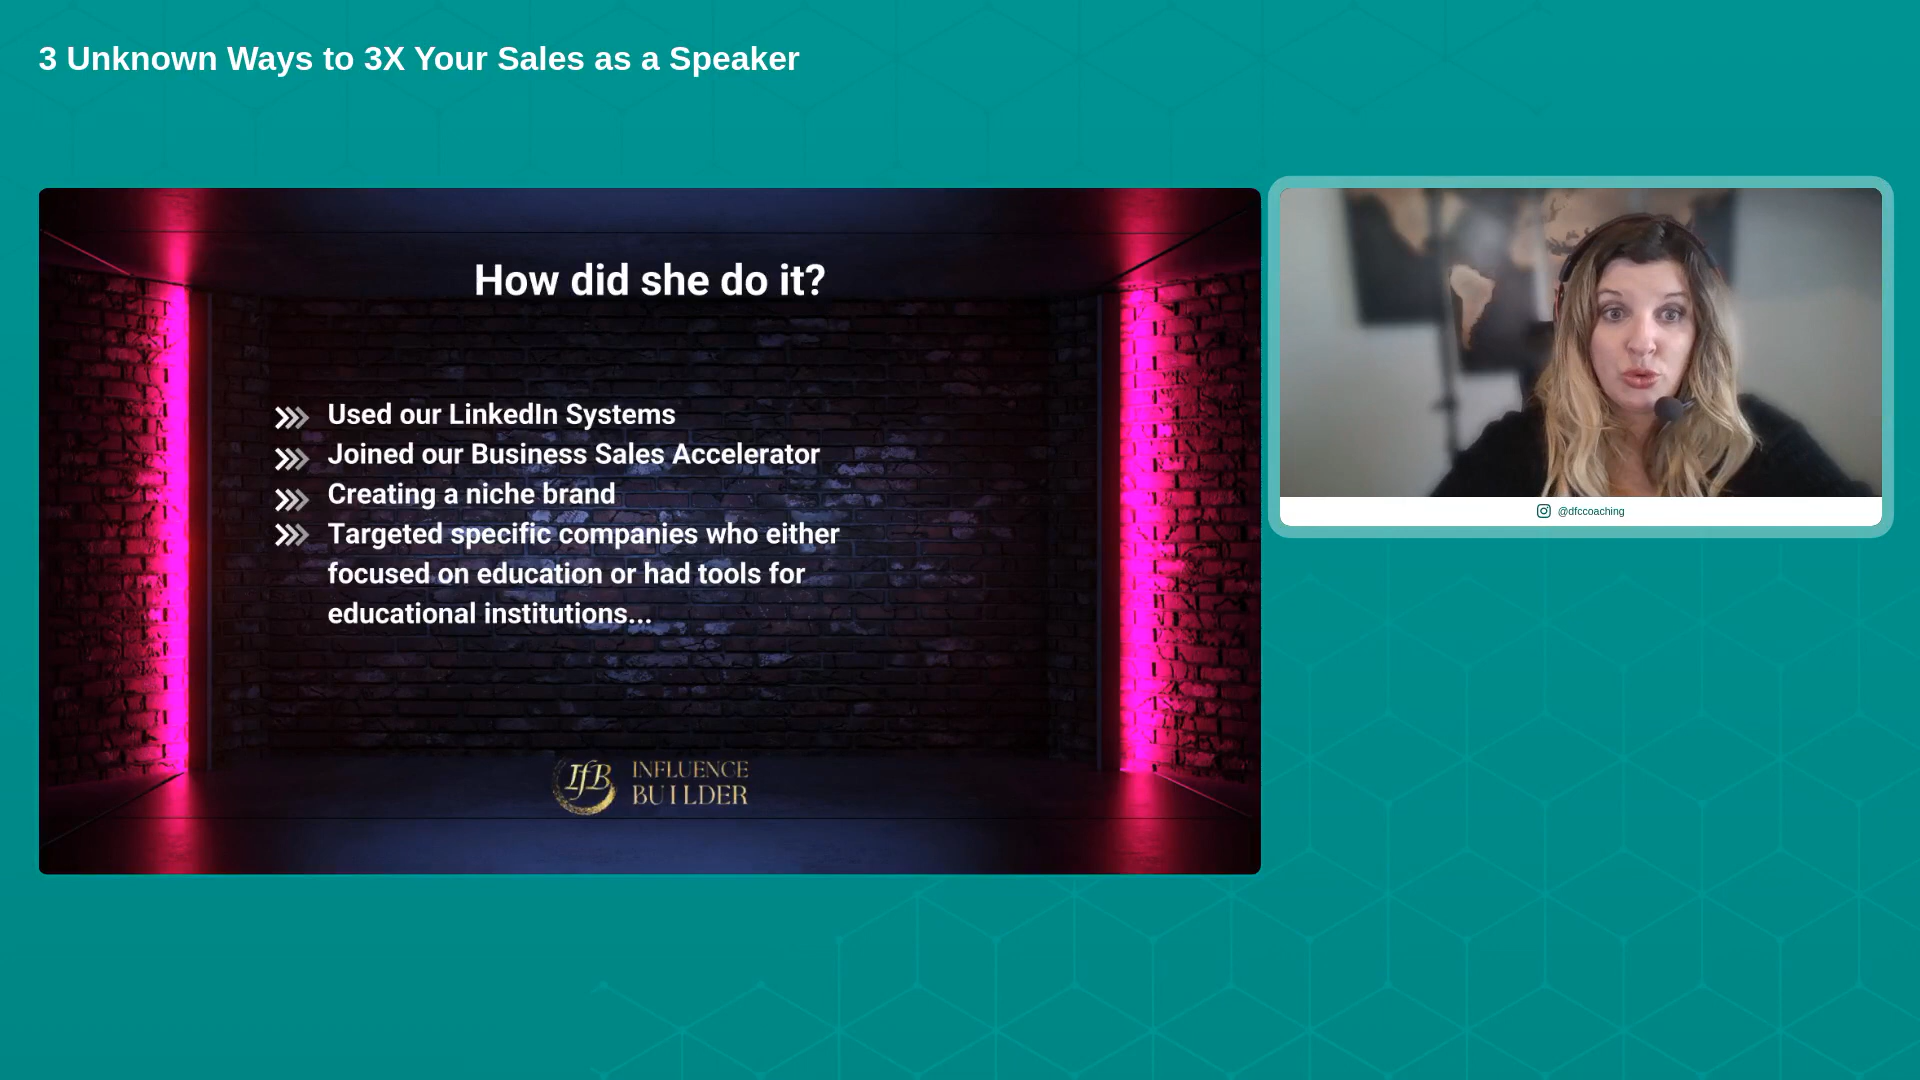 3 Unknown Ways to 3X Your Sales as a Speaker
How did she do it?
Used our LinkedIn Systems
Joined our Business Sales Accelerator
Creating a niche brand
Targeted specific companies who either
focused on education or had tools for
educational institutions...
IfB
INFLUENCE
BUILDER
@dfccoaching